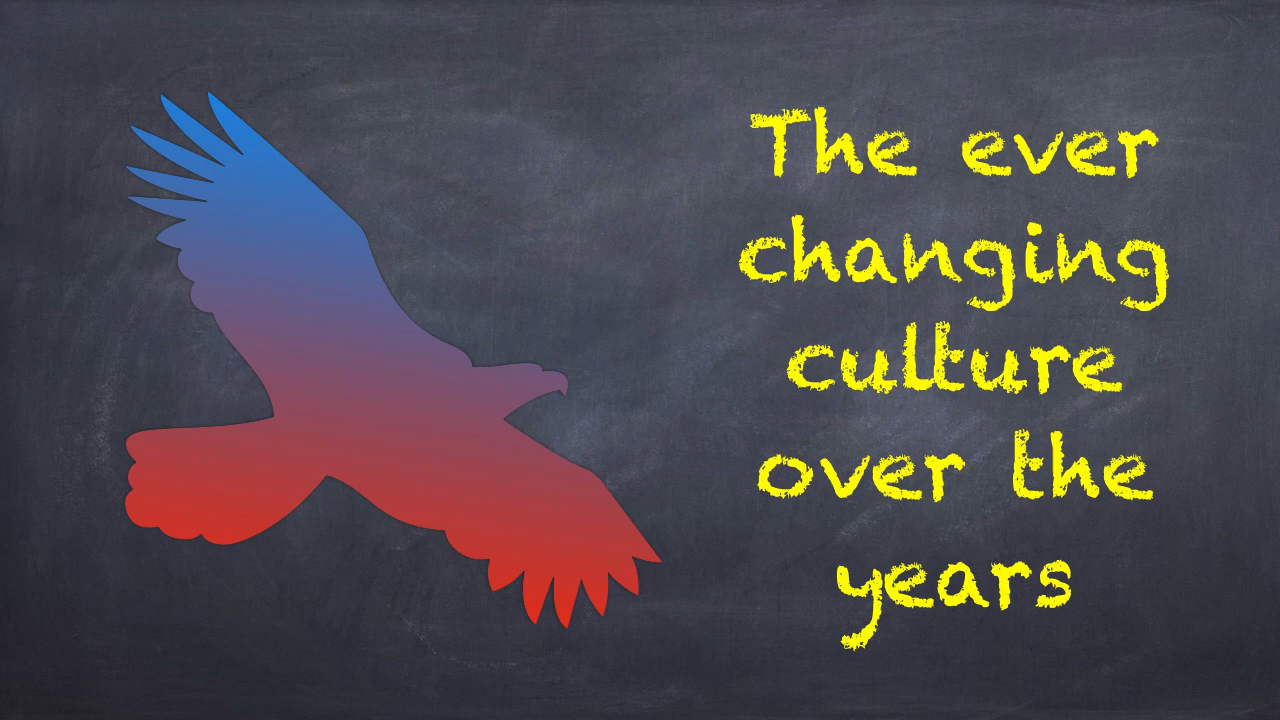 The ever
changing
culture
over the
years